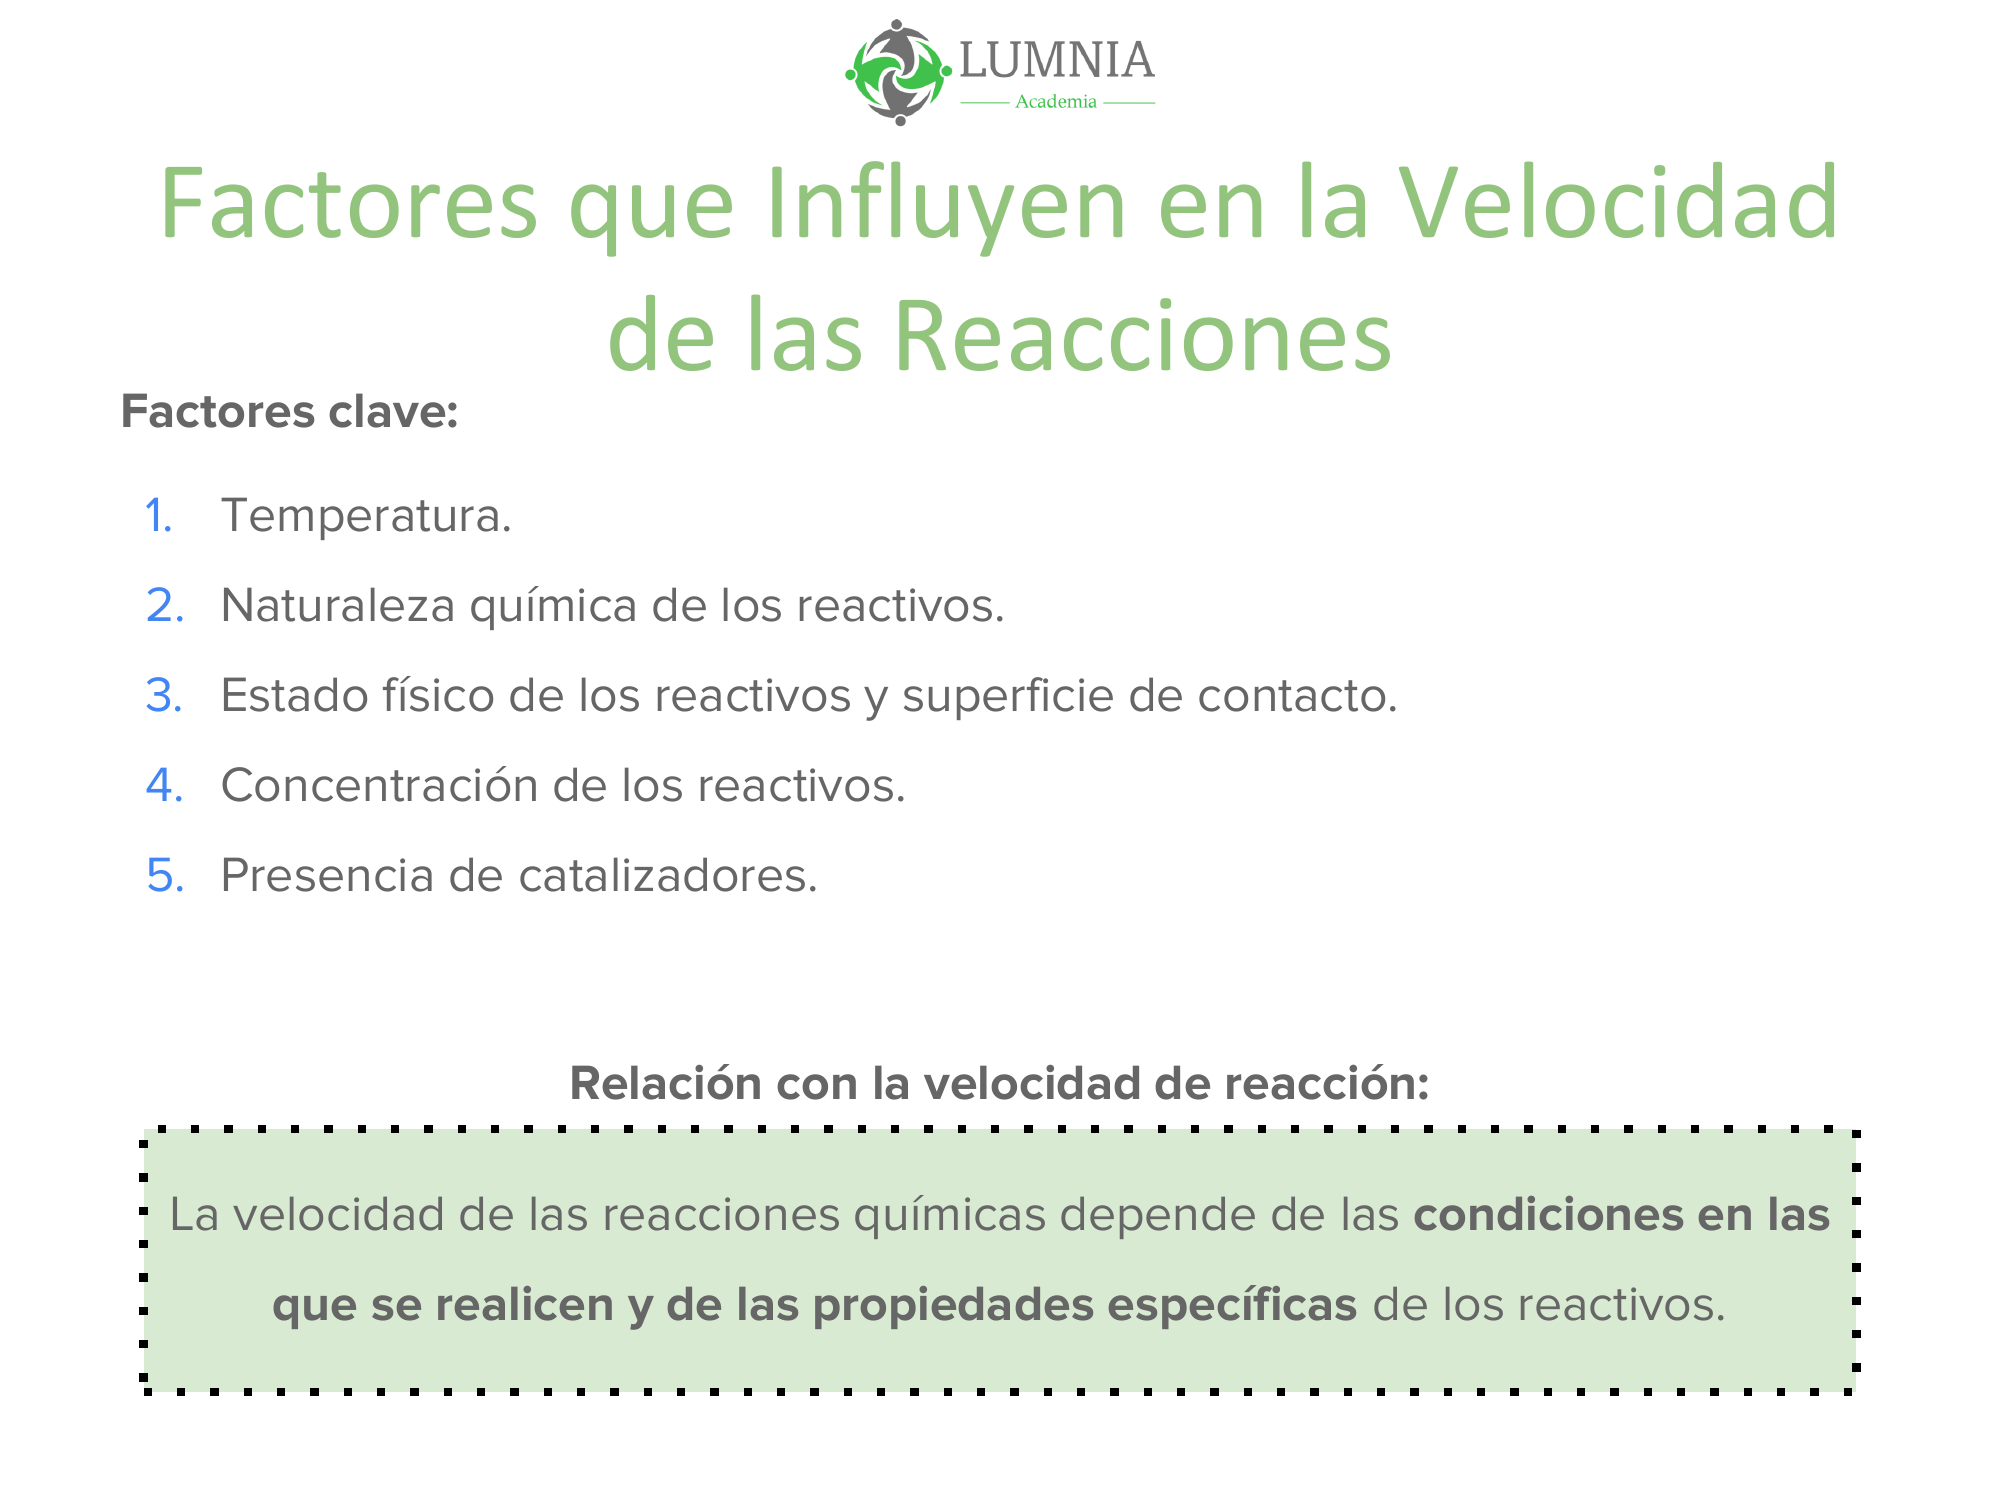 LUMNIA
Academia
Factores que Influyen en la Velocidad
de las Reacciones
Factores clave:
1. Temperatura.
2. Naturaleza química de los reactivos.
3. Estado físico de los reactivos y superficie de contacto.
4. Concentración de los reactivos.
5. Presencia de catalizadores.
Relación con la velocidad de reacción:
La velocidad de las reacciones químicas depende de las condiciones en las
que se realicen y de las propiedades específicas de los reactivos.